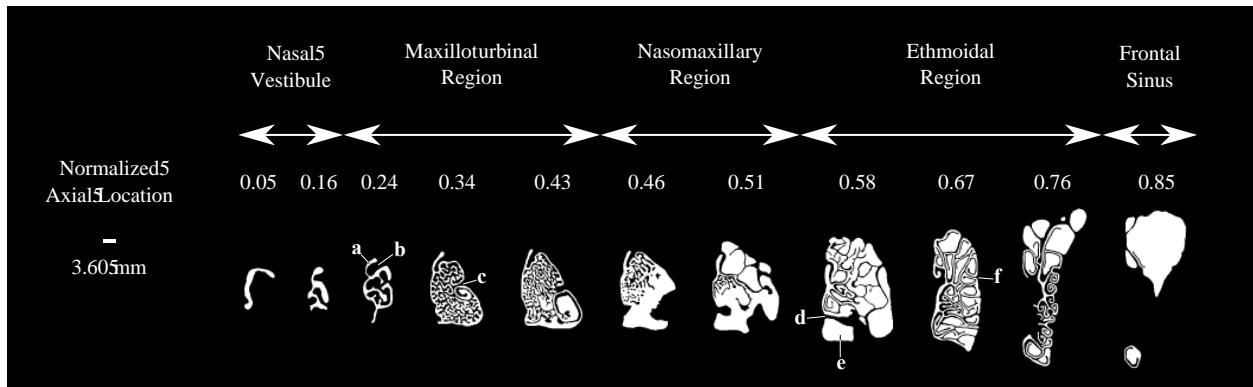 Nasal5
Vestibule
Maxilloturbinal
Region
Nasomaxillary
Region
Ethmoidal
Region
Frontal
Sinus
Normalized5
Axial5Location
0.05 0.16 0.24 0.34 0.43 0.46 0.51 0.58 0.67 0.76 0.85
3.605mm
a
b
c
d
e
f